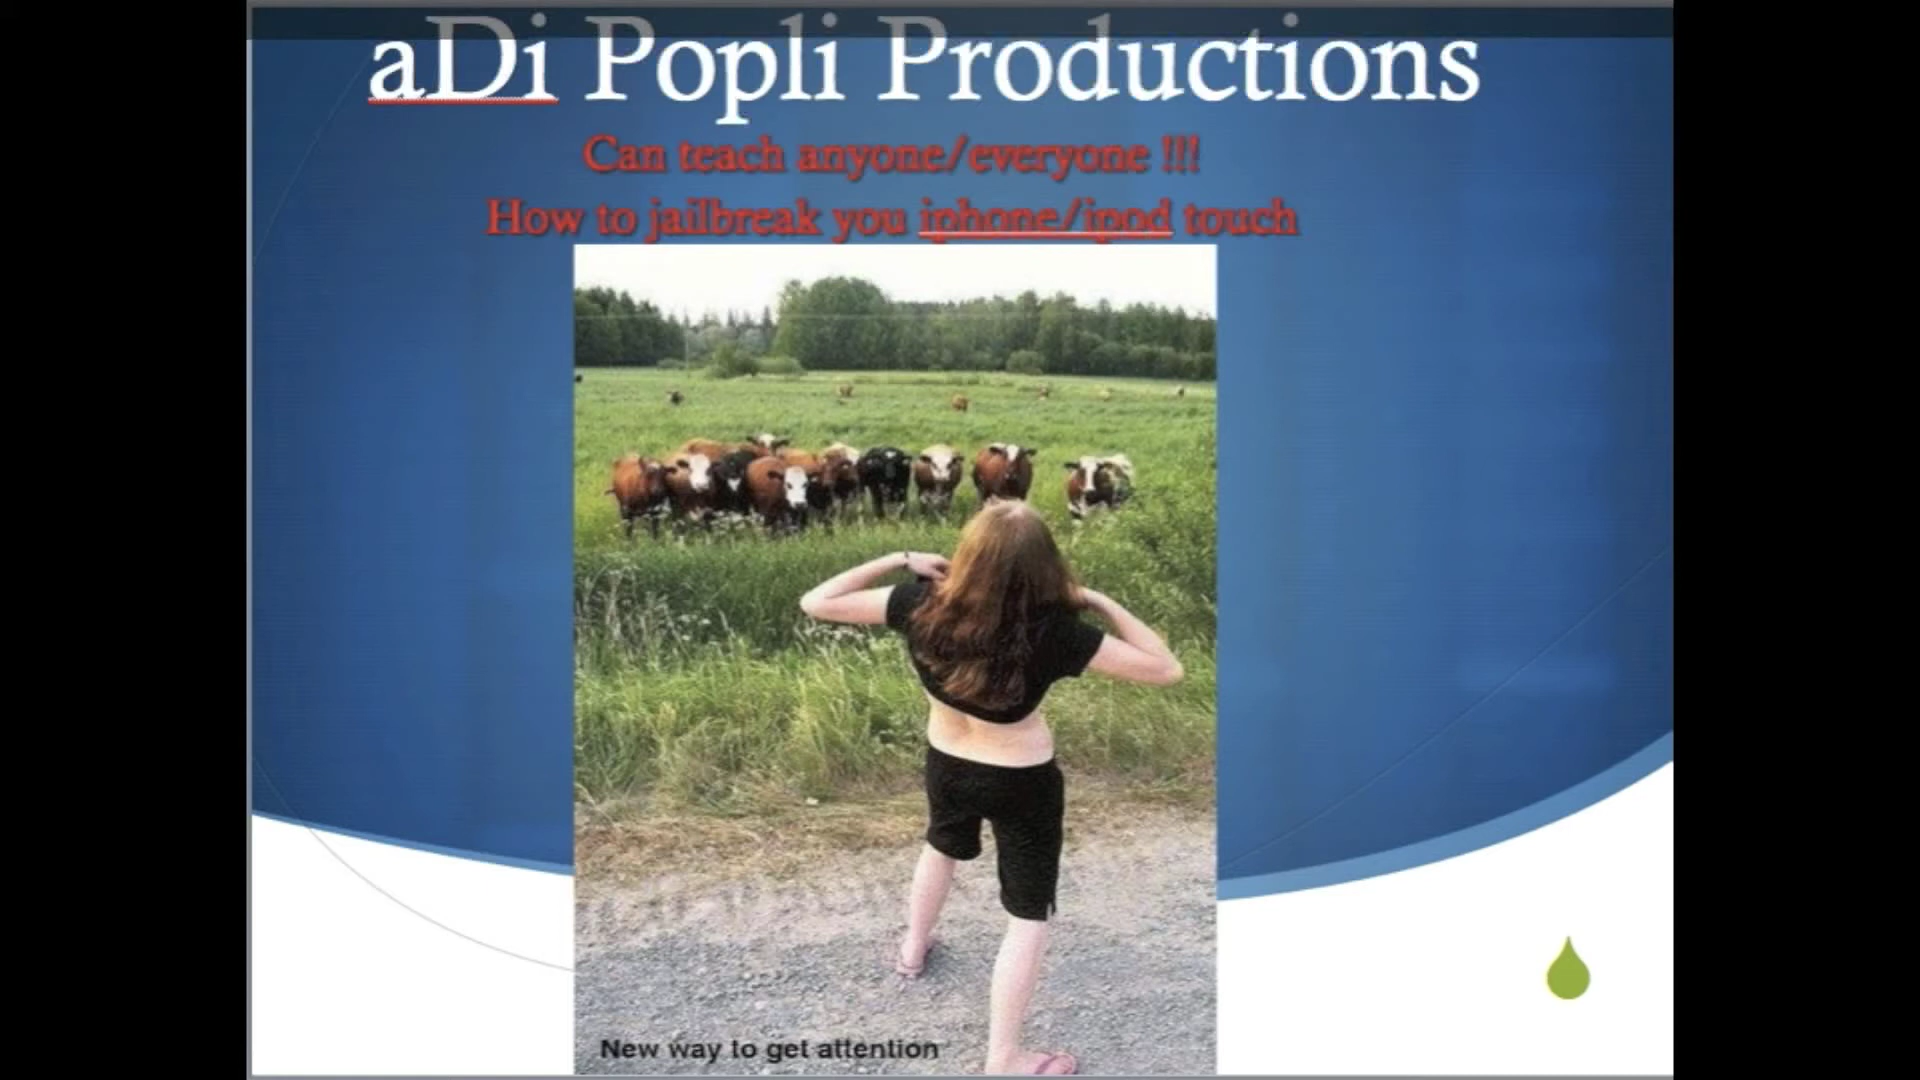 aDi Popli Productions
Can teach anyone/everyone !!!
How to jailbreak you iphone/ipod touch
New way to get attention